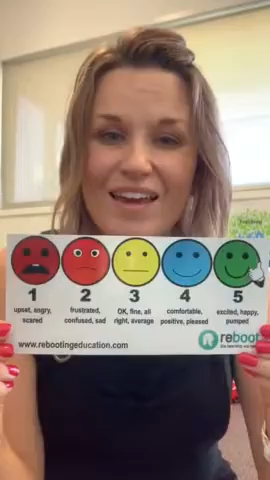 1 2 3 4 5
upset, angry, scared
frustrated, confused, sad
OK, fine, all right, average
comfortable, positive, pleased
excited, happy, pumped
www.rebootingeducation.com
reboot